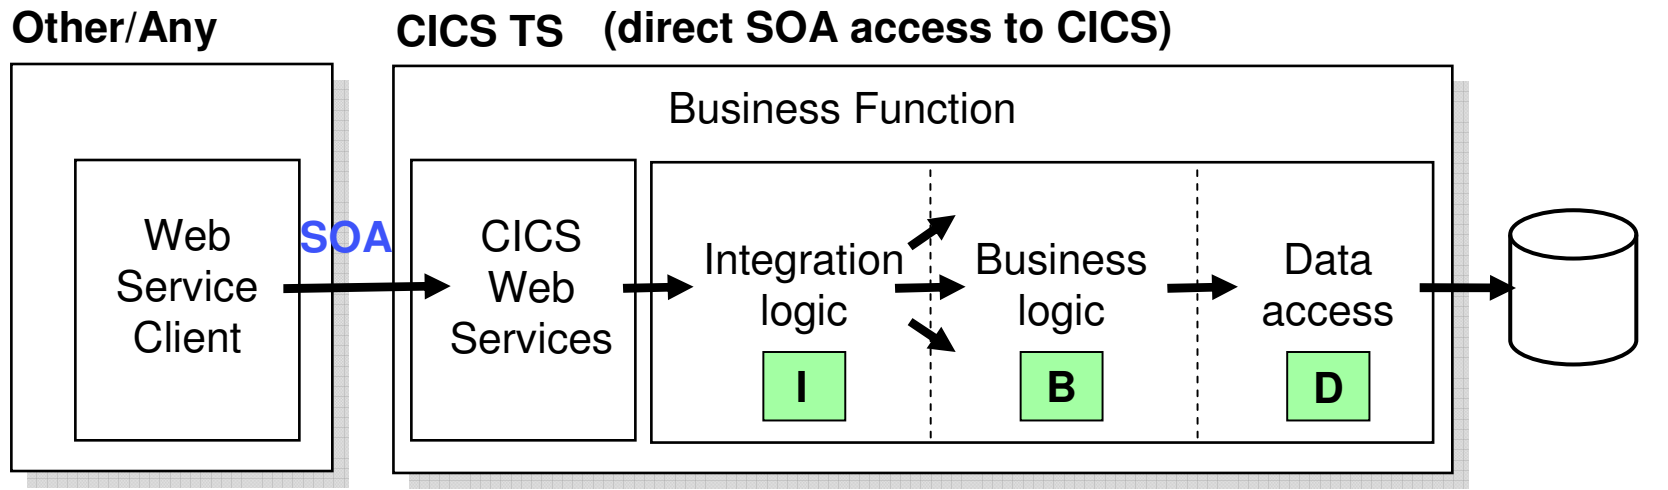 Other/Any
CICS TS (direct SOA access to CICS)
Business Function
Web
Service
Client
SOA
CICS
Web
Services
Integration
logic
I
Business
logic
B
Data
access
D